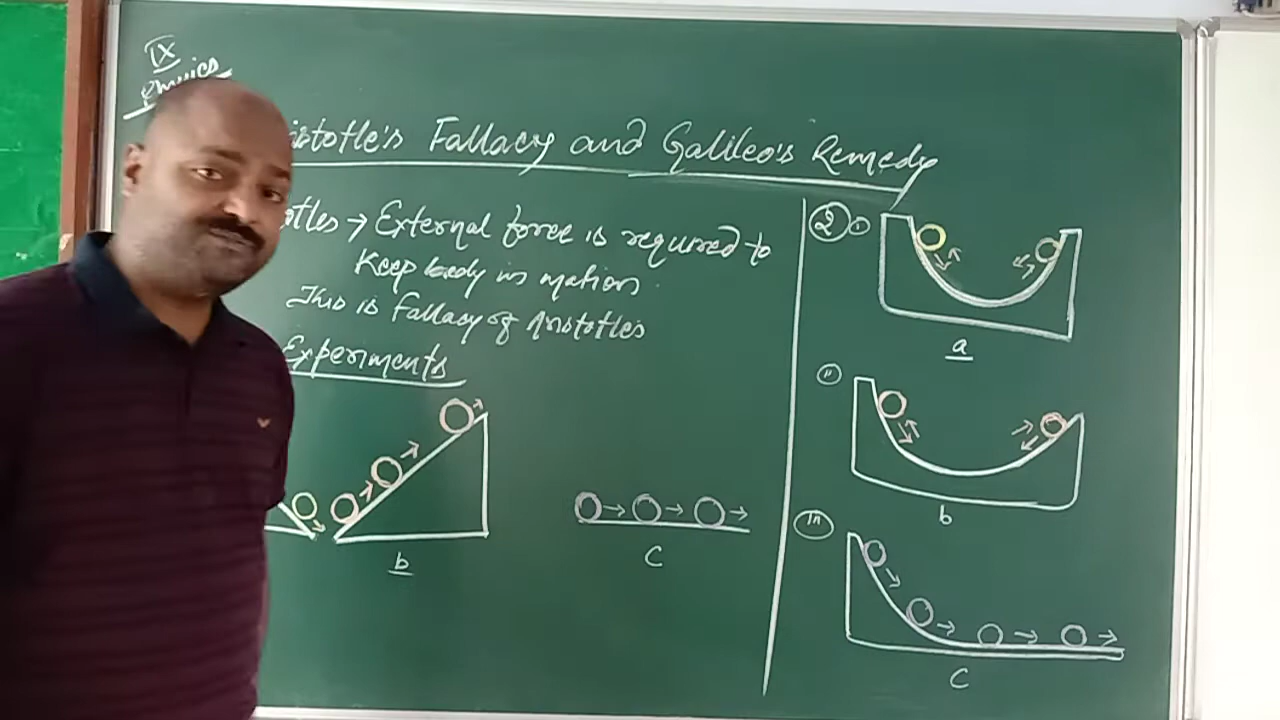 IX
Physics
istotle's Fallacy and Galileo's Remedy
otles → External force is required to
Keep body in motion.
This is Fallacy of Aristotles
Experiments
b
C
2 i
a
ii
b
iii
C